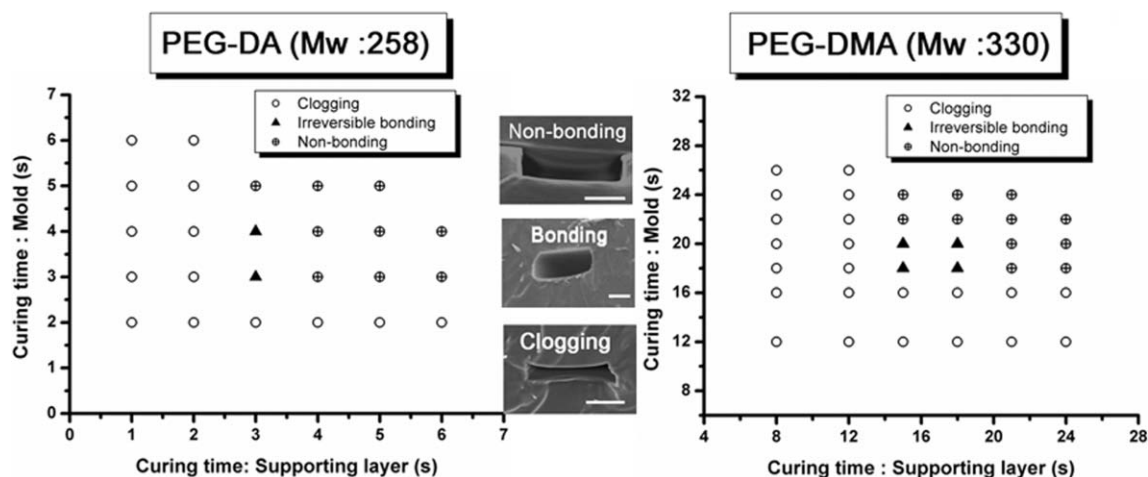 PEG-DA (Mw :258)
Clogging
Irreversible bonding
Non-bonding
7
6
5
4
3
2
1
0
Curing time : Mold (s)
0 1 2 3 4 5 6 7
Curing time: Supporting layer (s)
Non-bonding
Bonding
Clogging
PEG-DMA (Mw :330)
Clogging
Irreversible bonding
Non-bonding
32
28
24
20
16
12
8
Curing time : Mold (s)
4 8 12 16 20 24 28
Curing time : Supporting layer (s)